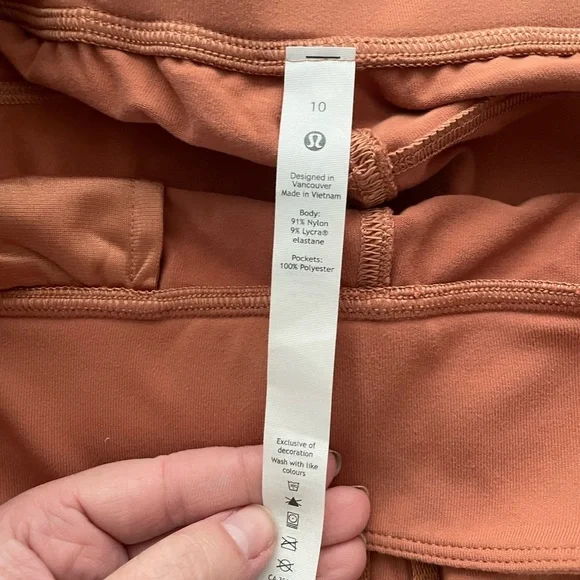 10
Designed in
Vancouver
Made in Vietnam
Body:
91% Nylon
9% Lycra®
elastane
Pockets:
100% Polyester
Exclusive of
decoration
Wash with like
colours